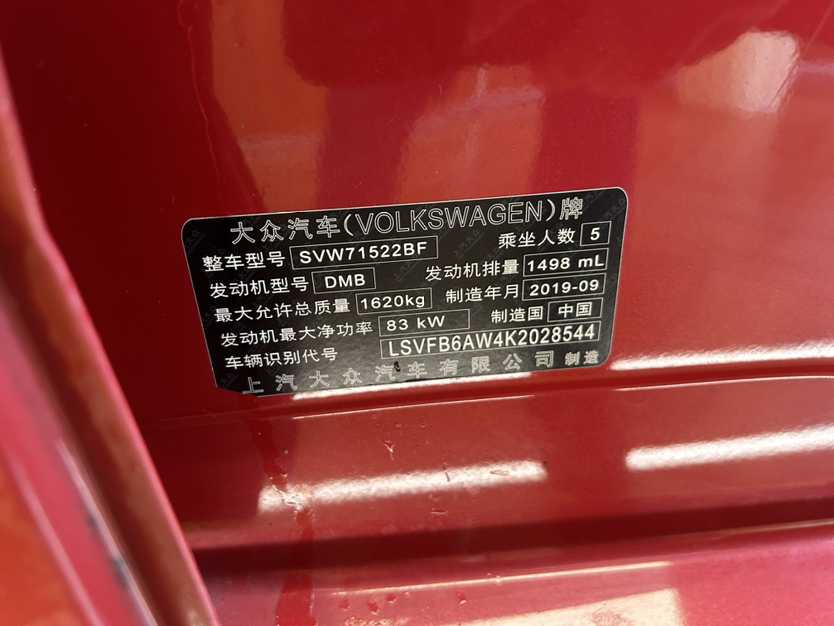 大众汽车(VOLKSWAGEN)牌
整车型号 SVW71522BF 乘坐人数 5
发动机型号 DMB 发动机排量 1498 mL
最大允许总质量 1620kg 制造年月 2019-09
发动机最大净功率 83 kW 制造国 中国
车辆识别代号 LSVFB6AW4K2028544
上汽大众汽车有限公司 制造